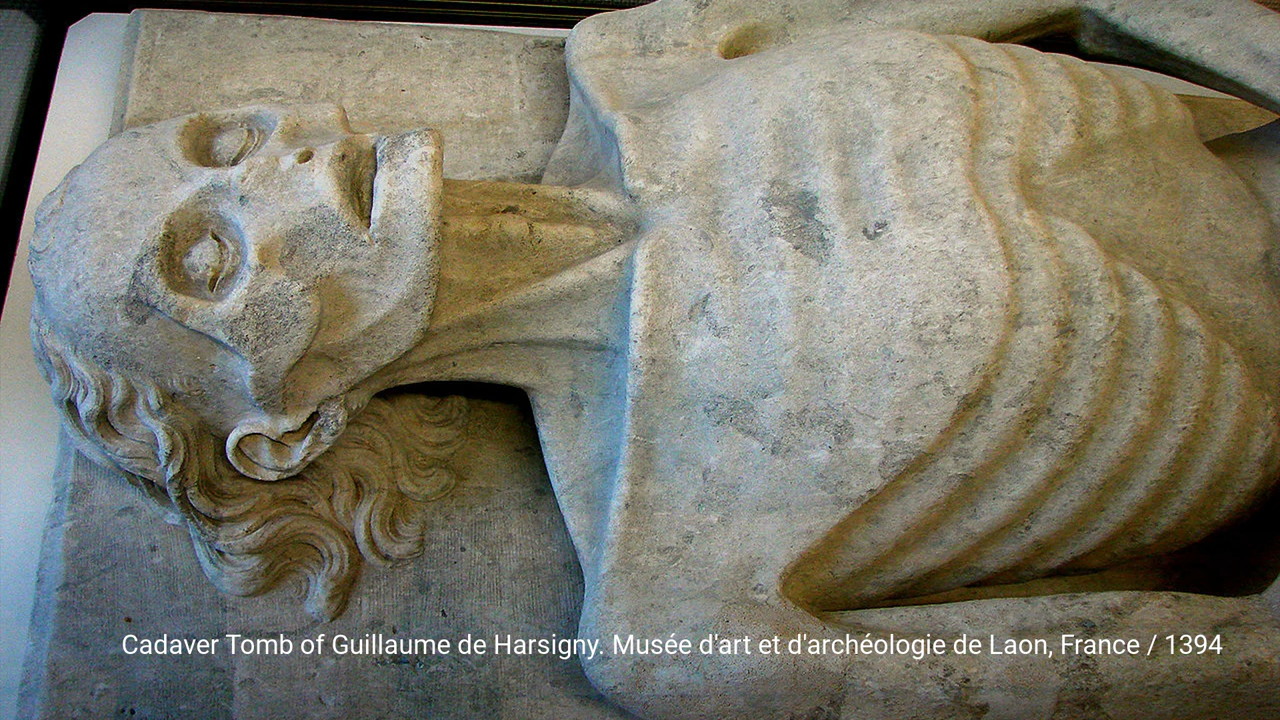 Cadaver Tomb of Guillaume de Harsigny. Musée d'art et d'archéologie de Laon, France / 1394